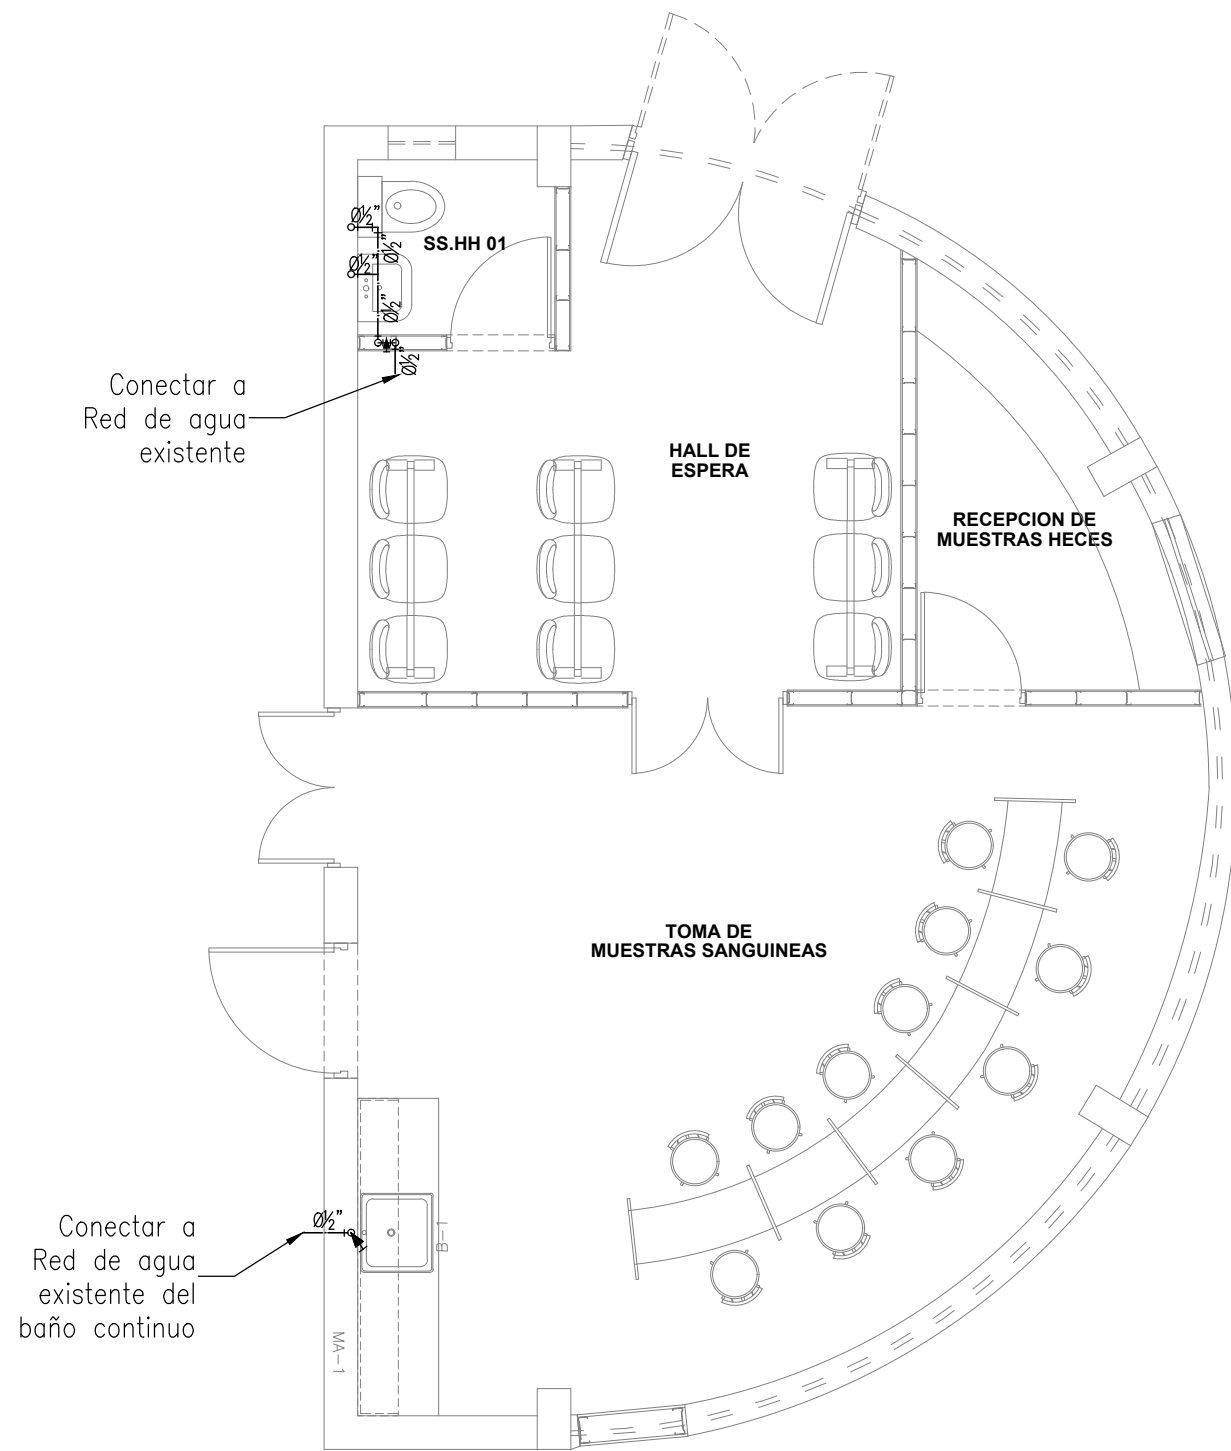 Ø½"
SS.HH 01
Ø½"
Ø½"
Ø½"
Ø½"
Conectar a
Red de agua
existente
HALL DE
ESPERA
RECEPCION DE
MUESTRAS HECES
TOMA DE
MUESTRAS SANGUINEAS
Conectar a
Red de agua
existente del
baño continuo
Ø½"
B-1
MA-1